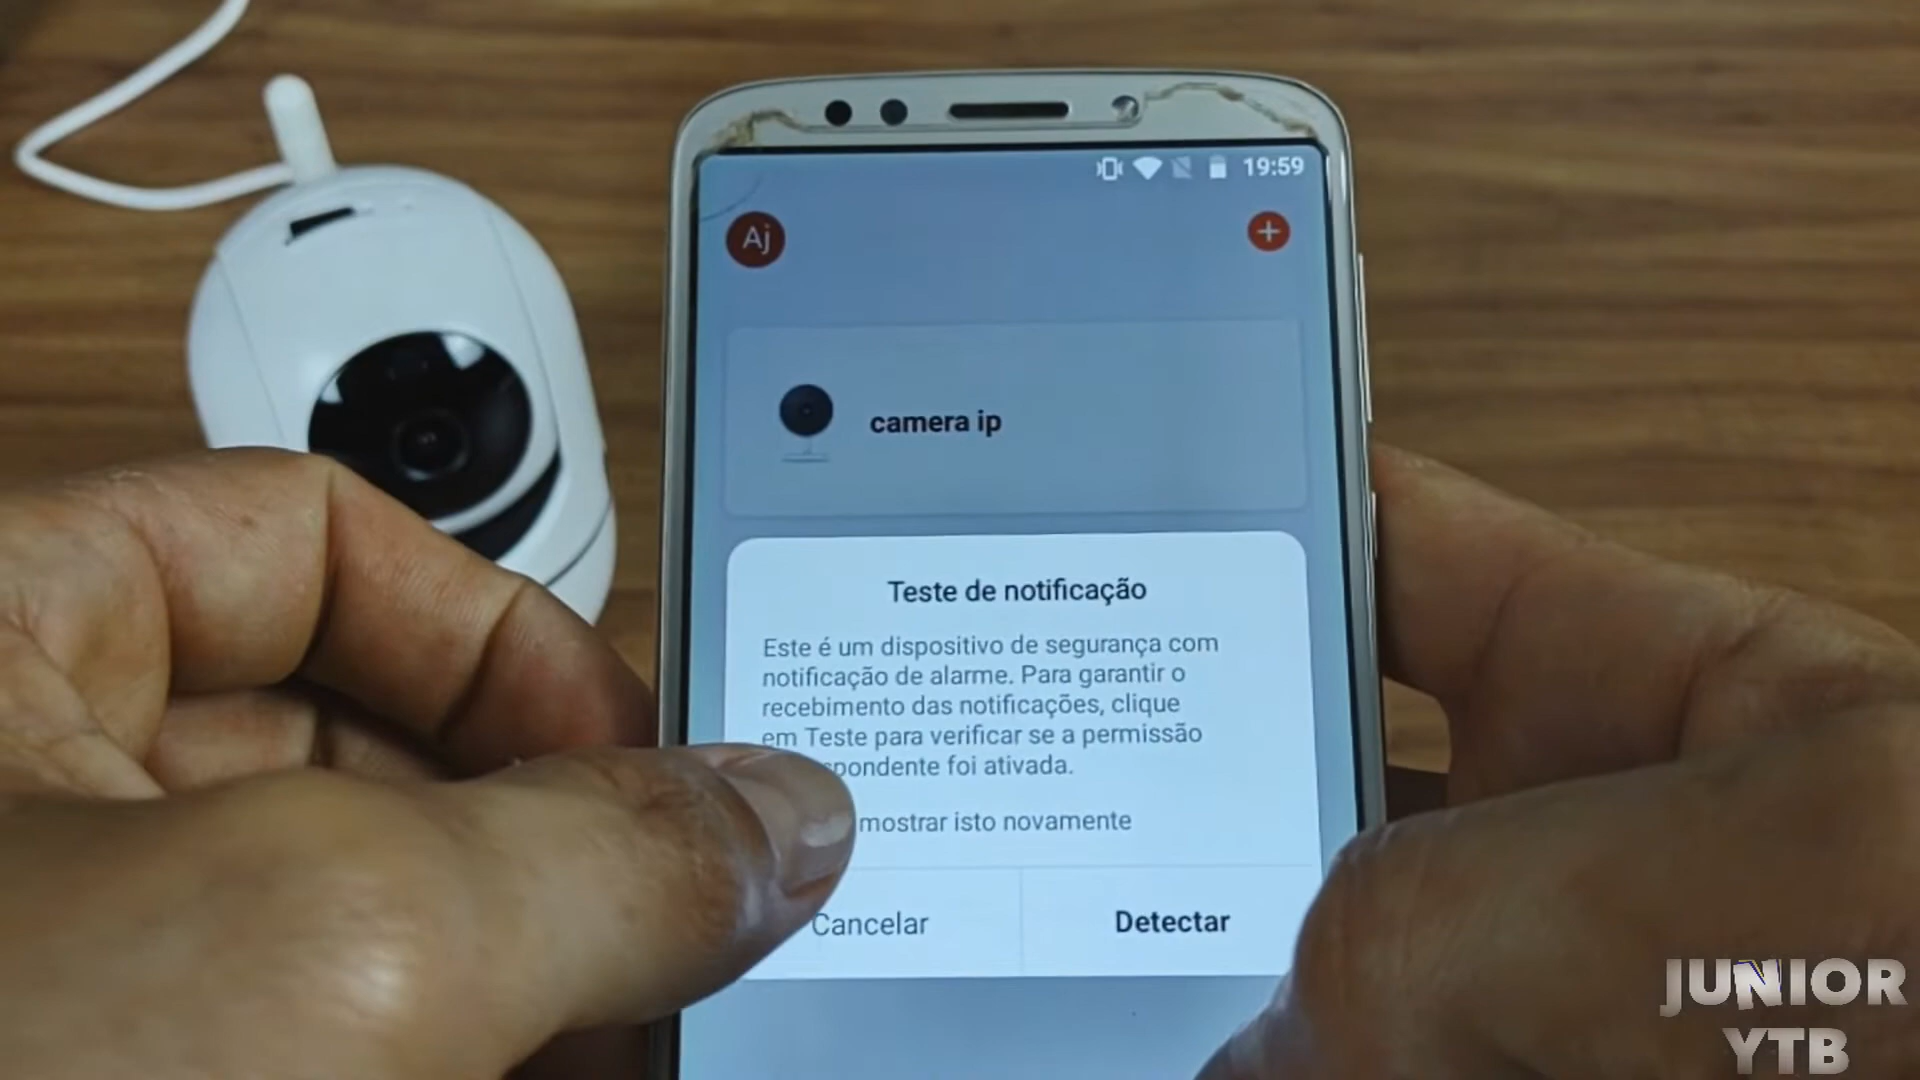 19:59
Aj
camera ip
Teste de notificação
Este é um dispositivo de segurança com
notificação de alarme. Para garantir o
recebimento das notificações, clique
em Teste para verificar se a permissão
spondente foi ativada.
mostrar isto novamente
Cancelar
Detectar
JUNIOR
YTB